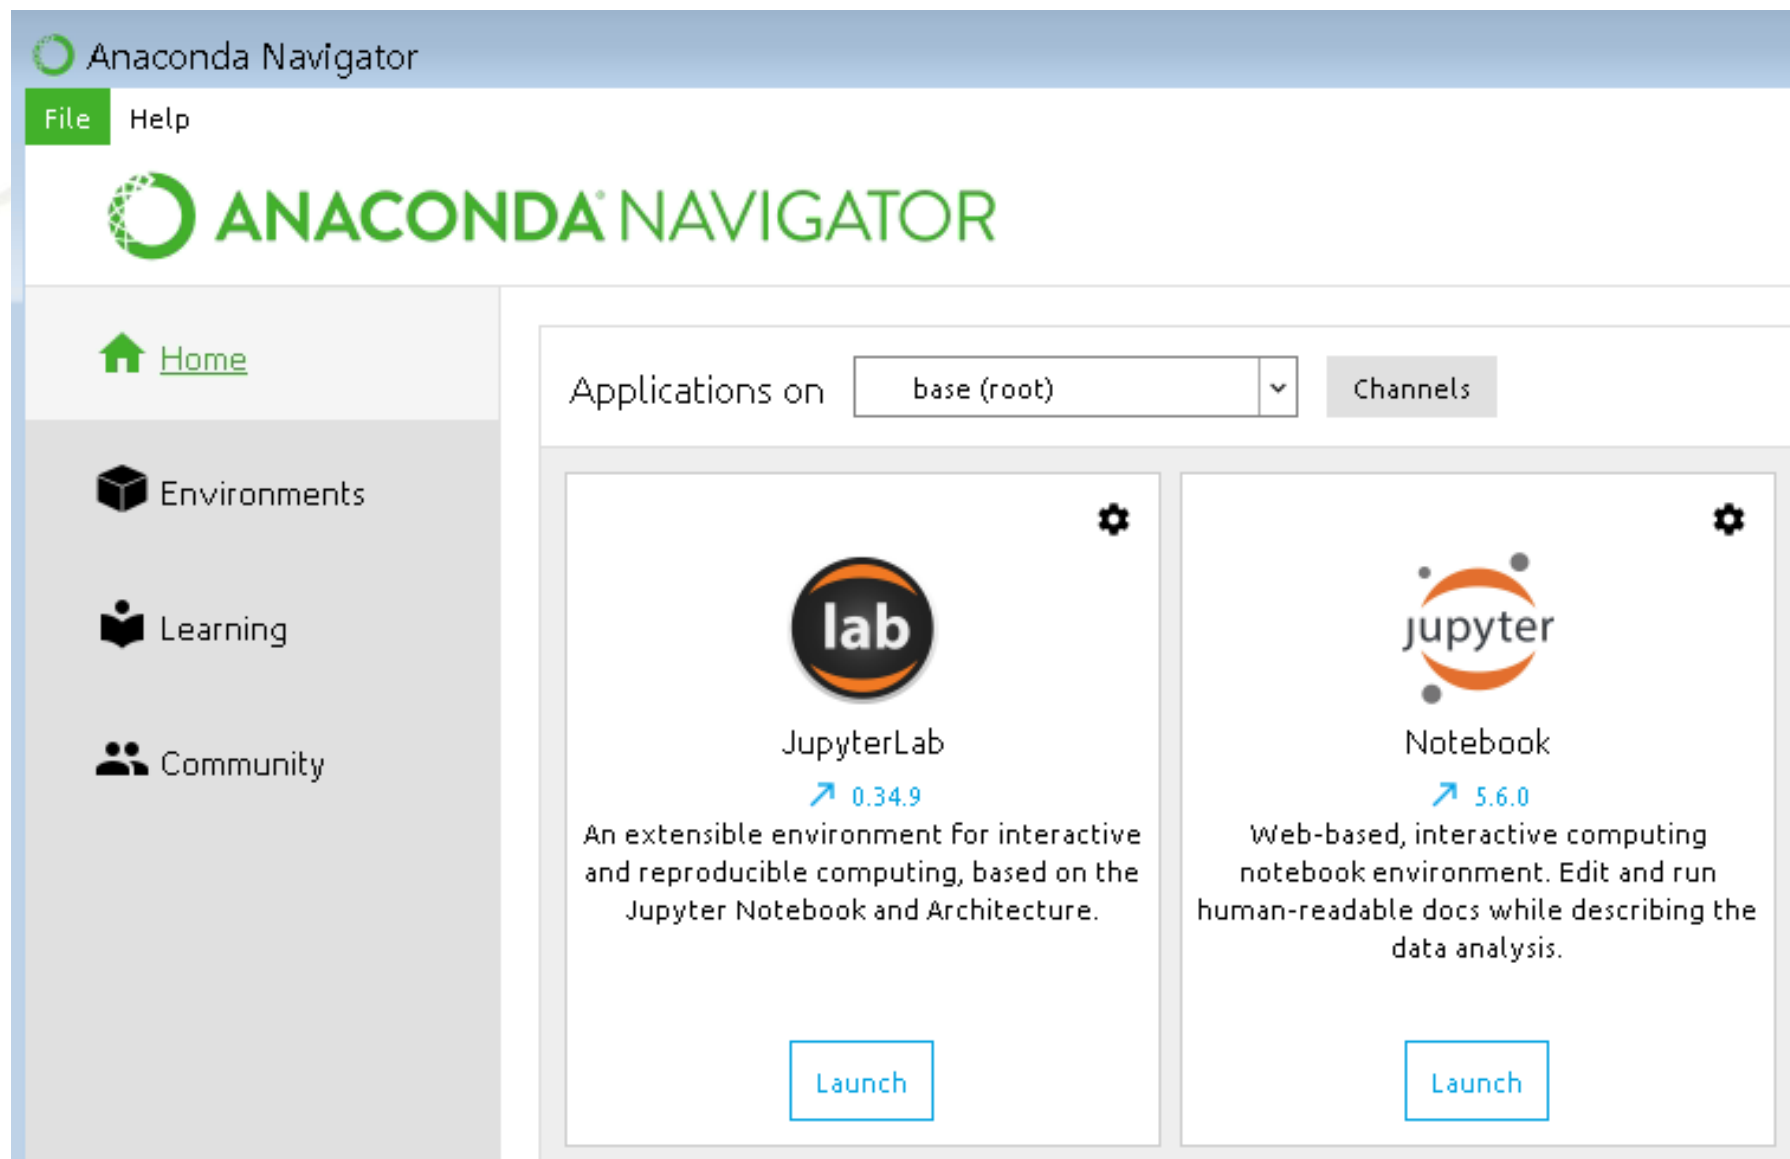 Anaconda Navigator
File Help
ANACONDA NAVIGATOR
Home
Environments
Learning
Community
Applications on base (root) Channels
lab
JupyterLab
0.34.9
An extensible environment for interactive
and reproducible computing, based on the
Jupyter Notebook and Architecture.
Launch
jupyter
Notebook
5.6.0
Web-based, interactive computing
notebook environment. Edit and run
human-readable docs while describing the
data analysis.
Launch